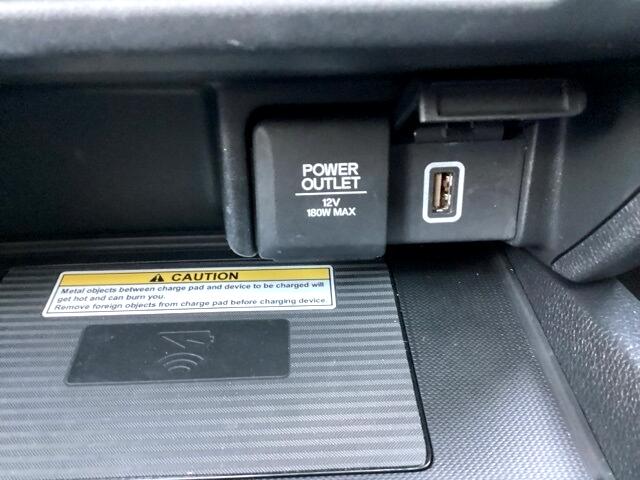 POWER
OUTLET
12V
180W MAX
CAUTION
Metal objects between charge pad and device to be charged will
get hot and can burn you.
Remove foreign objects from charge pad before charging device.